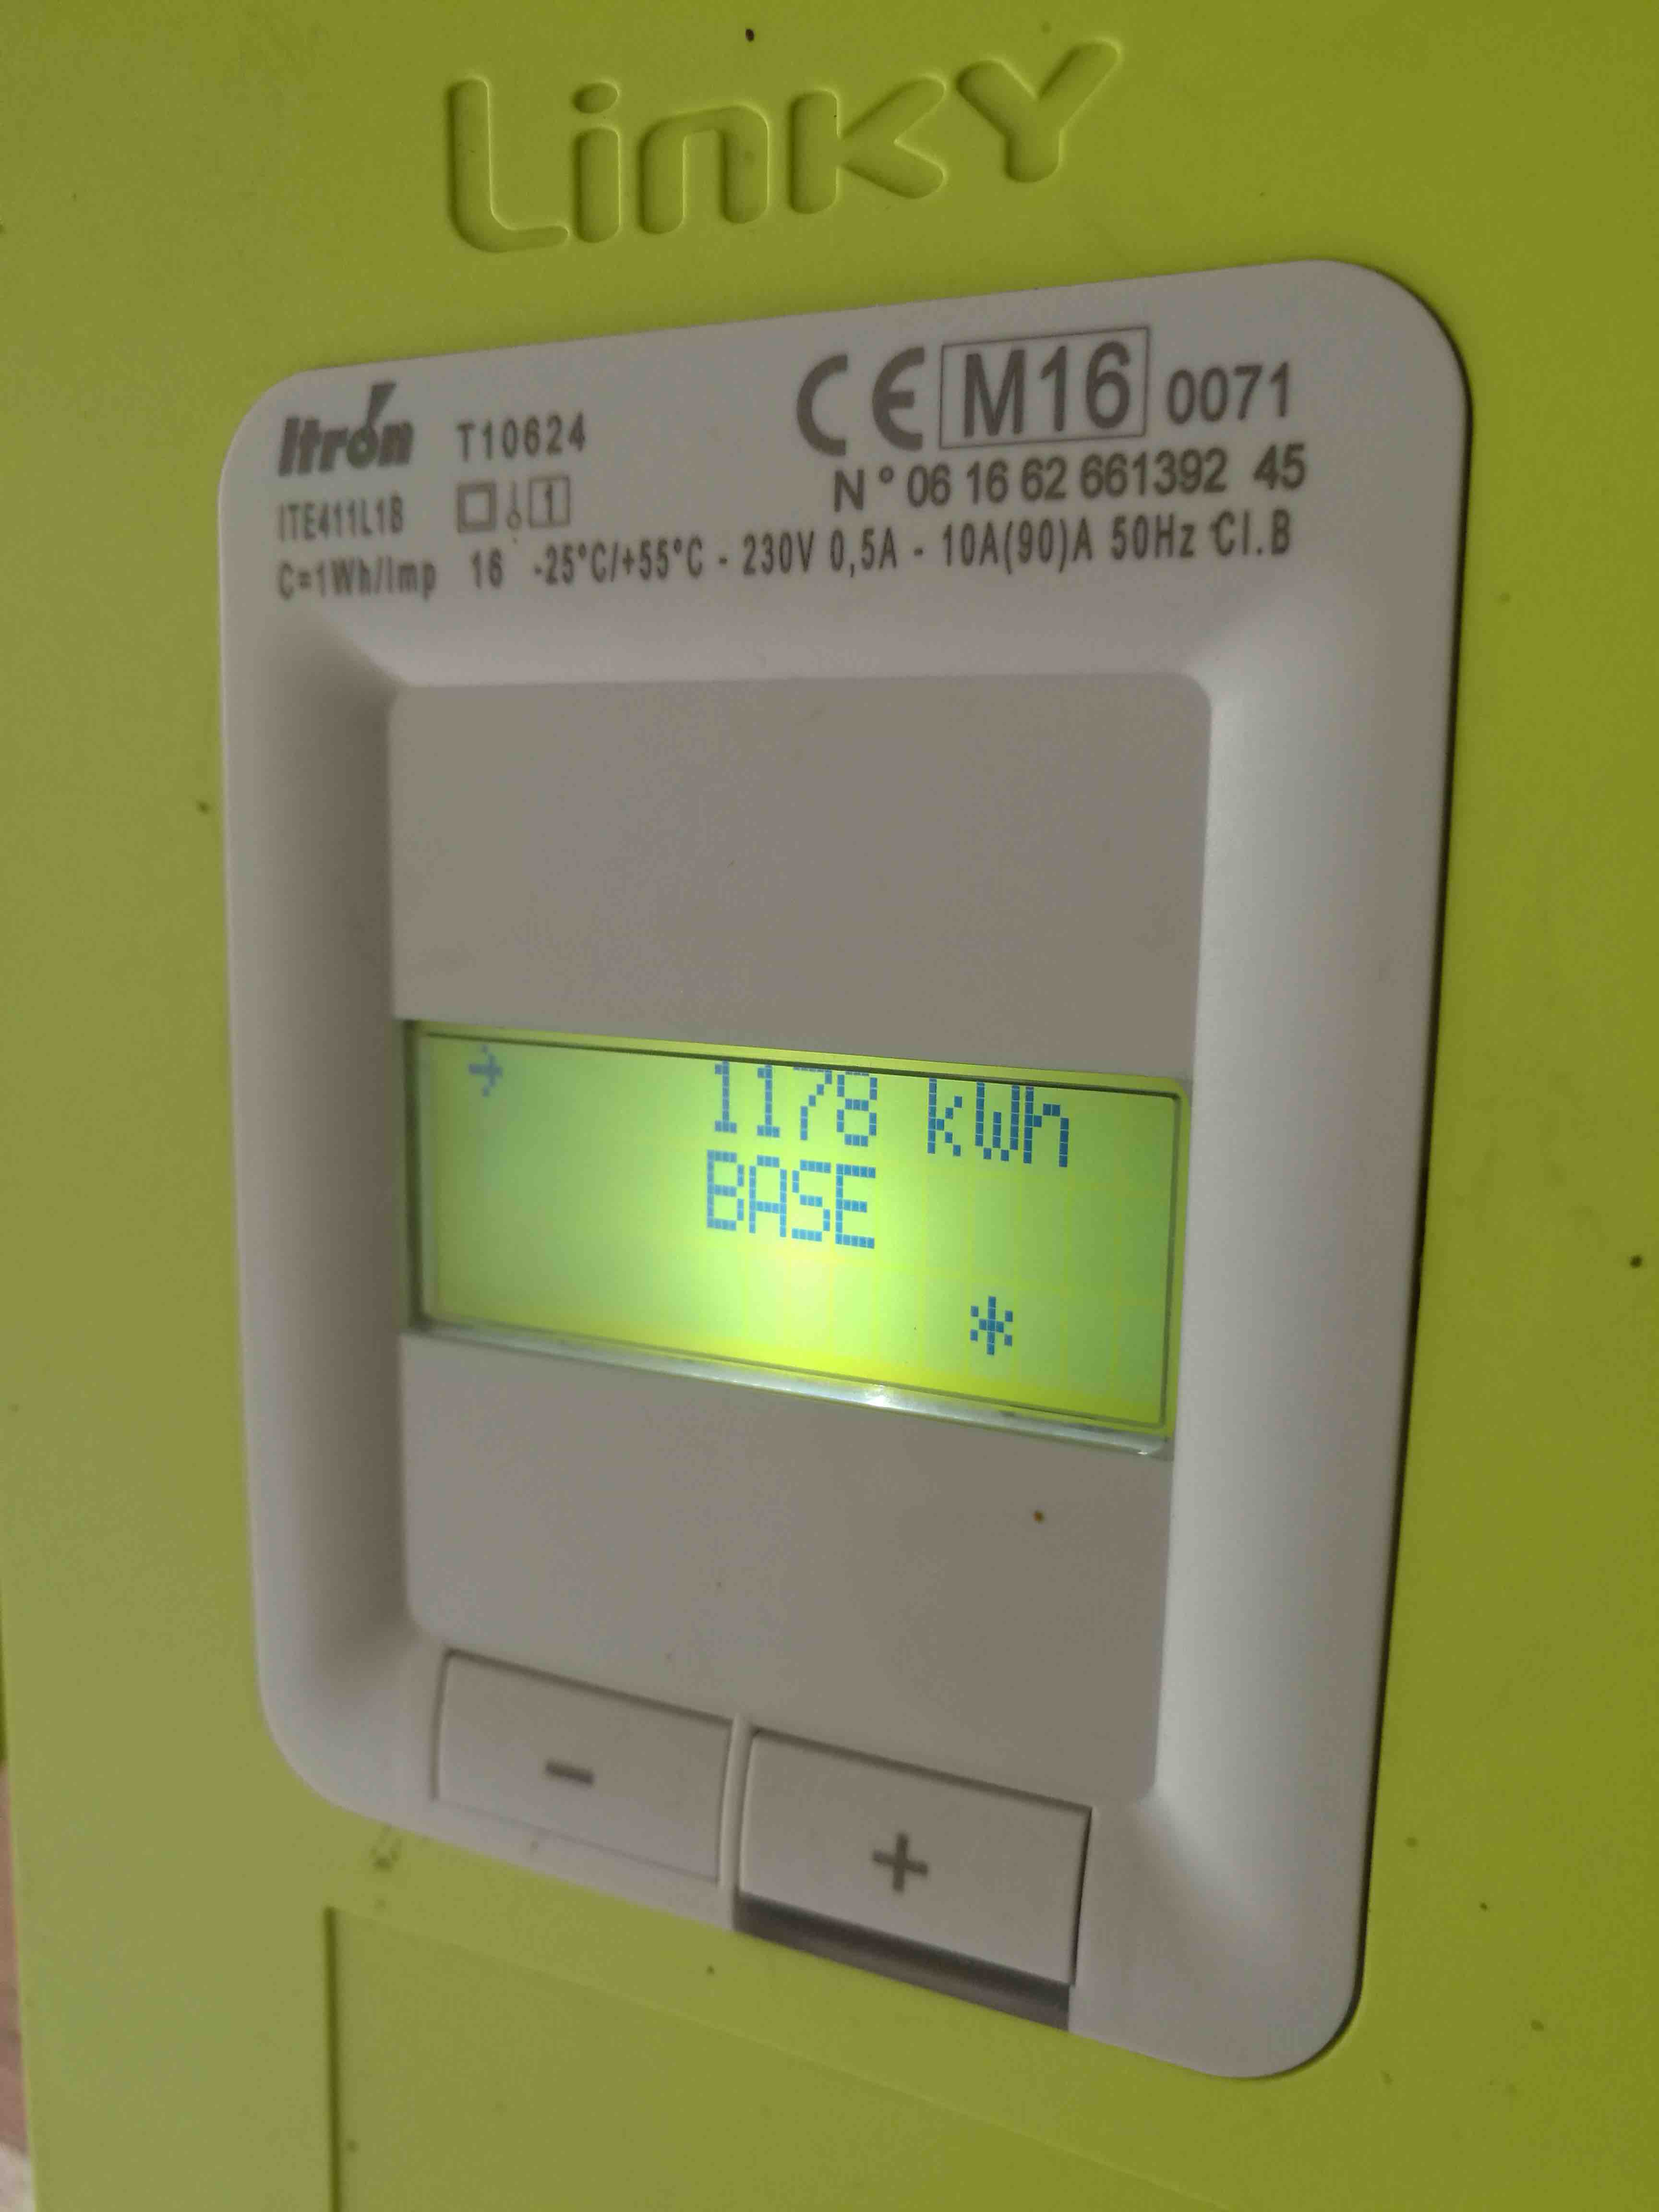 Linky
Itron T10624 CE M16 0071
ITE411L1B 1 N° 06 16 62 661392 45
C=1Wh/Imp 16 -25°C/+55°C - 230V 0,5A - 10A(90)A 50Hz Cl.B
→ 1178 kWh
BASE
*
- +